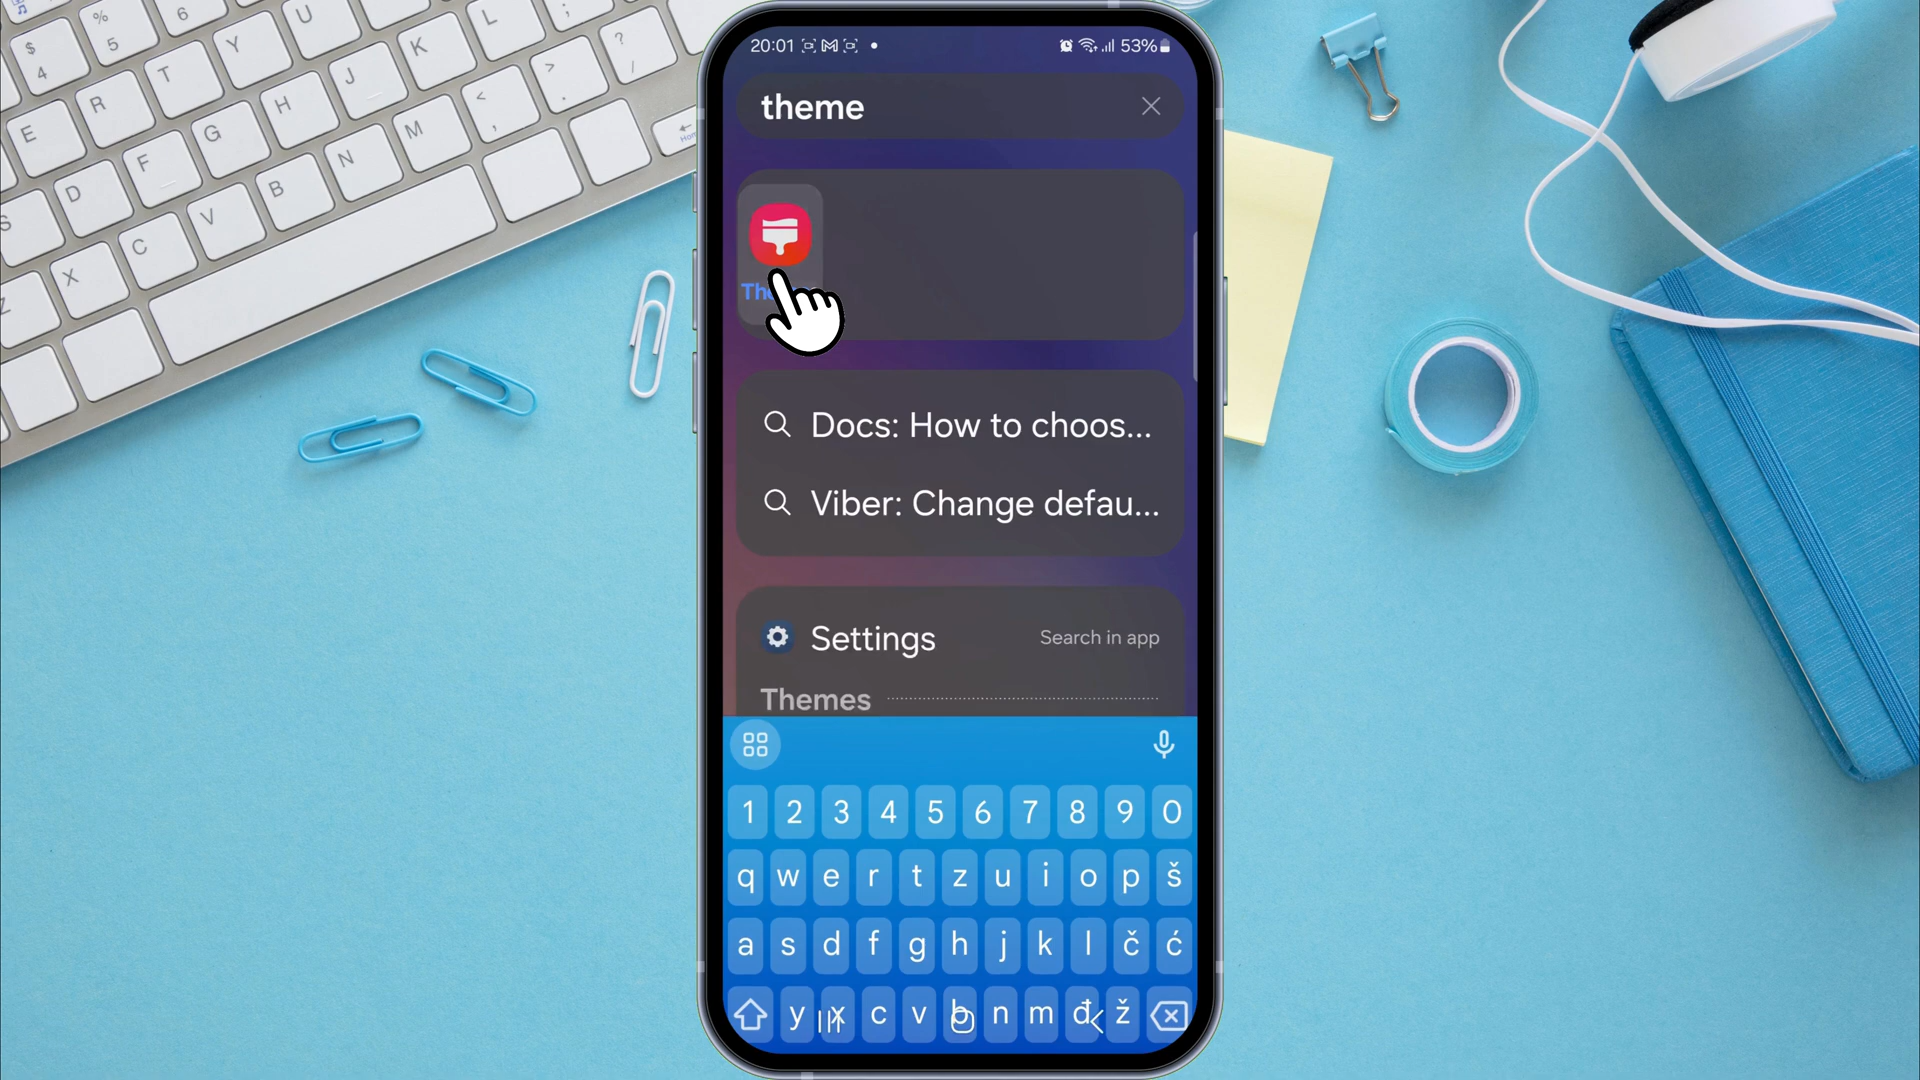 20:01
53%
theme
Docs: How to choos...
Viber: Change defau...
Settings
Search in app
Themes
1 2 3 4 5 6 7 8 9 0
q w e r t z u i o p š
a s d f g h j k l č ć
y x c v b n m đ ž